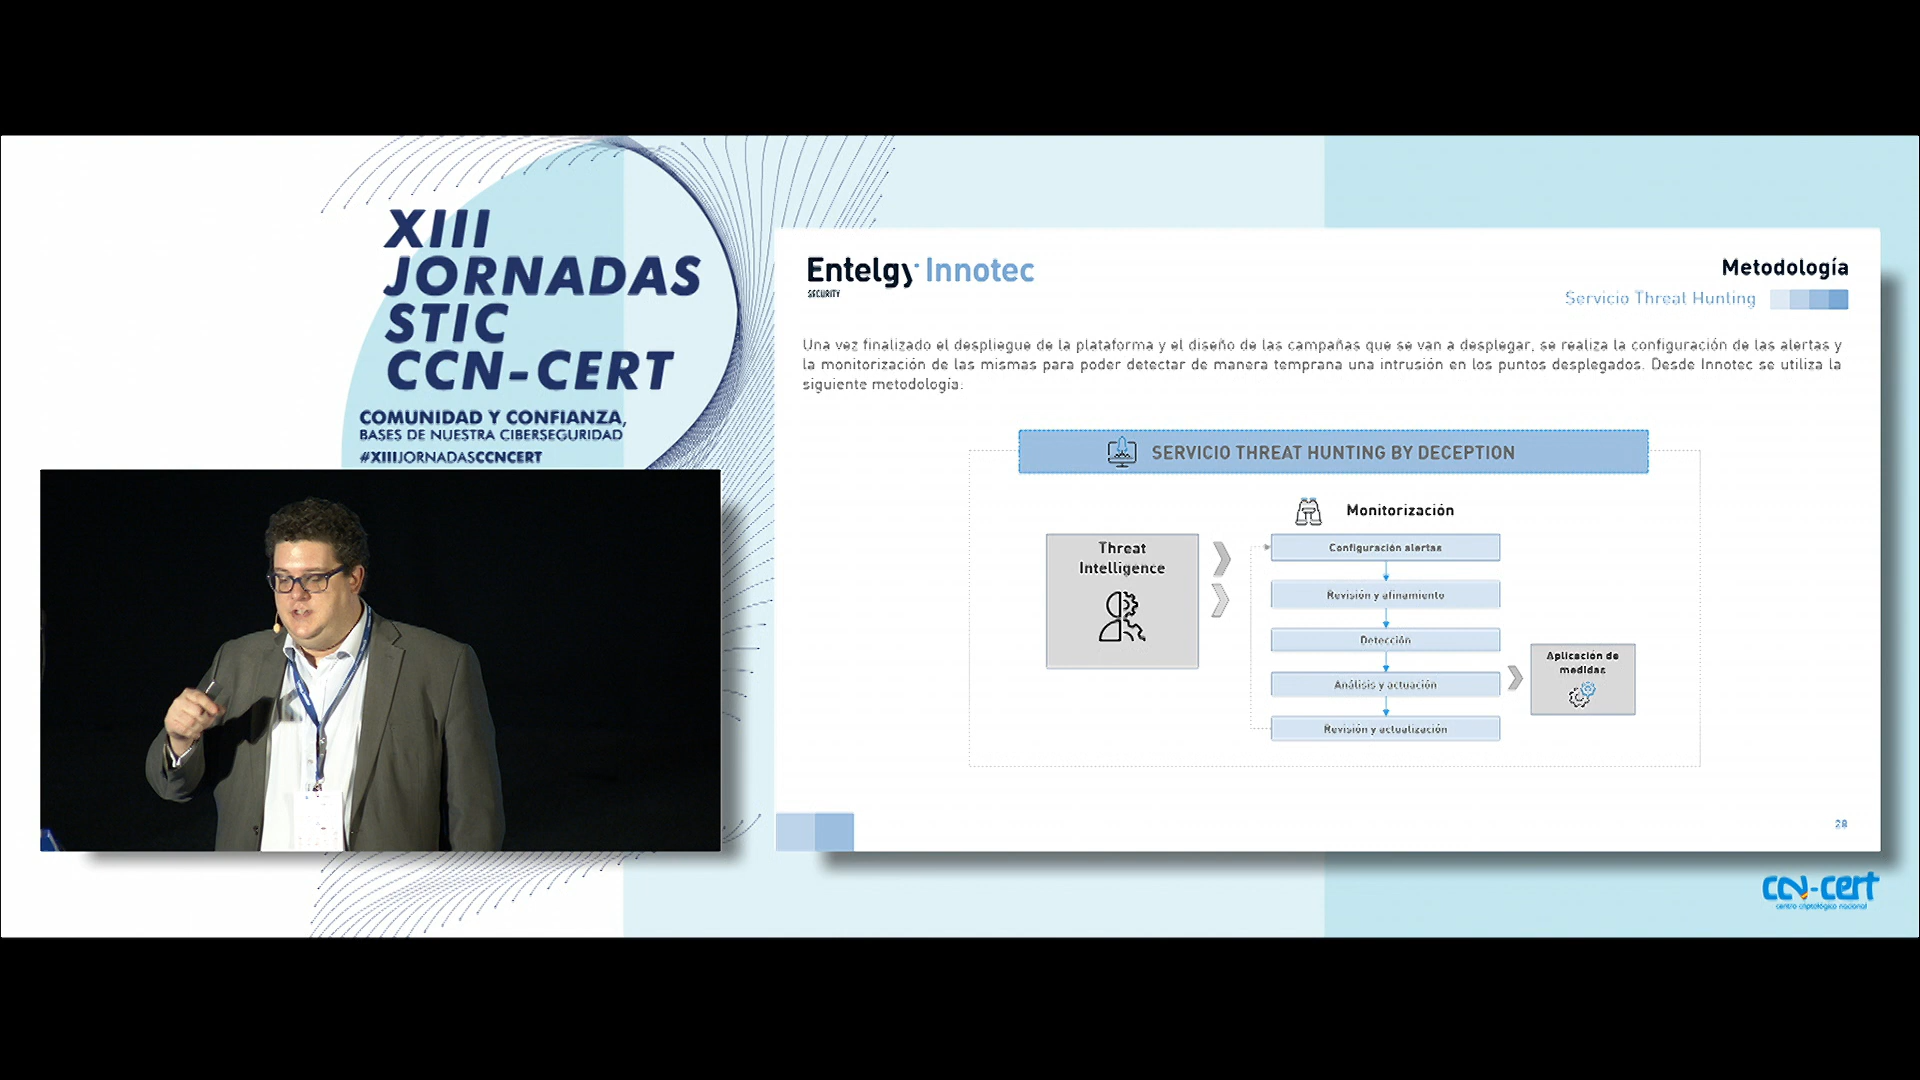 XIII
JORNADAS
STIC
CCN-CERT
COMUNIDAD Y CONFIANZA,
BASES DE NUESTRA CIBERSEGURIDAD
#XIIIJORNADASCCNCERT
Entelgy Innotec
SECURITY
Metodología
Servicio Threat Hunting
Una vez finalizado el despliegue de la plataforma y el diseño de las campañas que se van a desplegar, se realiza la configuración de las alertas y
la monitorización de las mismas para poder detectar de manera temprana una intrusión en los puntos desplegados. Desde Innotec se utiliza la
siguiente metodología:
SERVICIO THREAT HUNTING BY DECEPTION
Monitorización
Threat
Intelligence
Configuración alertas
Revisión y afinamiento
Detección
Análisis y actuación
Revisión y actualización
Aplicación de
medidas
28
ccn-cert
centro criptológico nacional